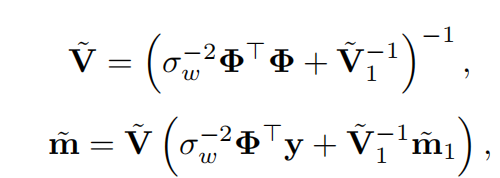 Ṽ = (σ_w^{-2} Φ^⊤ Φ + Ṽ_1^{-1})^{-1},
m̃ = Ṽ (σ_w^{-2} Φ^⊤ y + Ṽ_1^{-1} m̃_1),